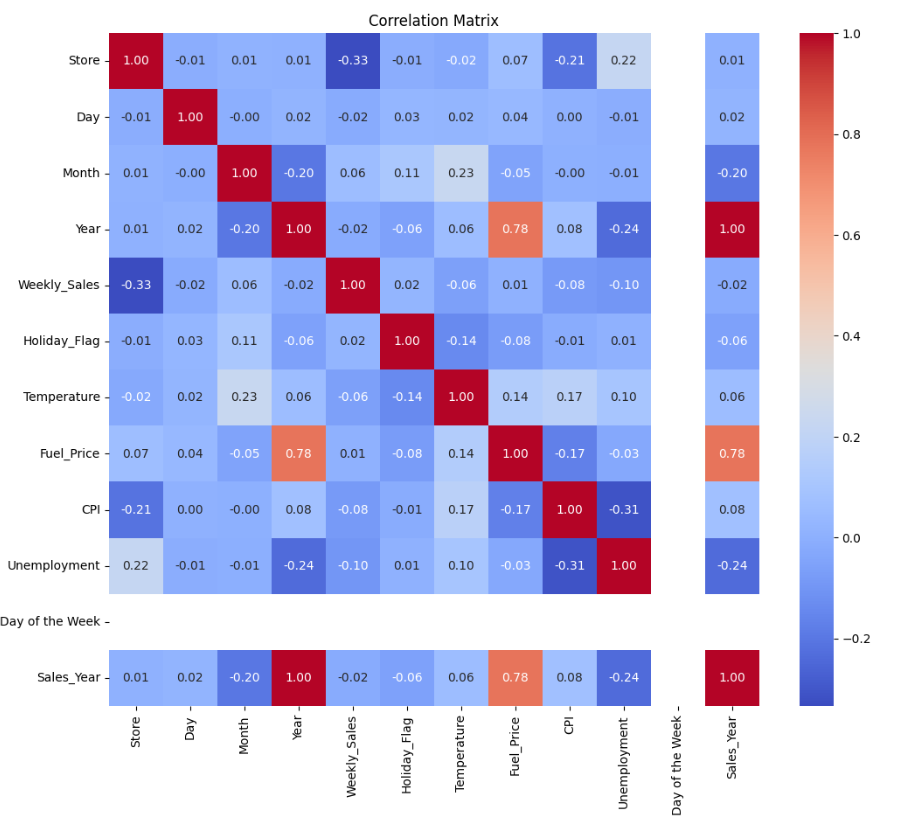 Correlation Matrix
Store 1.00 -0.01 0.01 0.01 -0.33 -0.01 -0.02 0.07 -0.21 0.22 0.01
Day -0.01 1.00 -0.00 0.02 -0.02 0.03 0.02 0.04 0.00 -0.01 0.02
Month 0.01 -0.00 1.00 -0.20 0.06 0.11 0.23 -0.05 -0.00 -0.01 -0.20
Year 0.01 0.02 -0.20 1.00 -0.02 -0.06 0.06 0.78 0.08 -0.24 1.00
Weekly_Sales -0.33 -0.02 0.06 -0.02 1.00 0.02 -0.06 0.01 -0.08 -0.10 -0.02
Holiday_Flag -0.01 0.03 0.11 -0.06 0.02 1.00 -0.14 -0.08 -0.01 0.01 -0.06
Temperature -0.02 0.02 0.23 0.06 -0.06 -0.14 1.00 0.14 0.17 0.10 0.06
Fuel_Price 0.07 0.04 -0.05 0.78 0.01 -0.08 0.14 1.00 -0.17 -0.03 0.78
CPI -0.21 0.00 -0.00 0.08 -0.08 -0.01 0.17 -0.17 1.00 -0.31 0.08
Unemployment 0.22 -0.01 -0.01 -0.24 -0.10 0.01 0.10 -0.03 -0.31 1.00 -0.24
Day of the Week
Sales_Year 0.01 0.02 -0.20 1.00 -0.02 -0.06 0.06 0.78 0.08 -0.24 1.00
Store Day Month Year Weekly_Sales Holiday_Flag Temperature Fuel_Price CPI Unemployment Day of the Week Sales_Year
1.0
0.8
0.6
0.4
0.2
0.0
−0.2